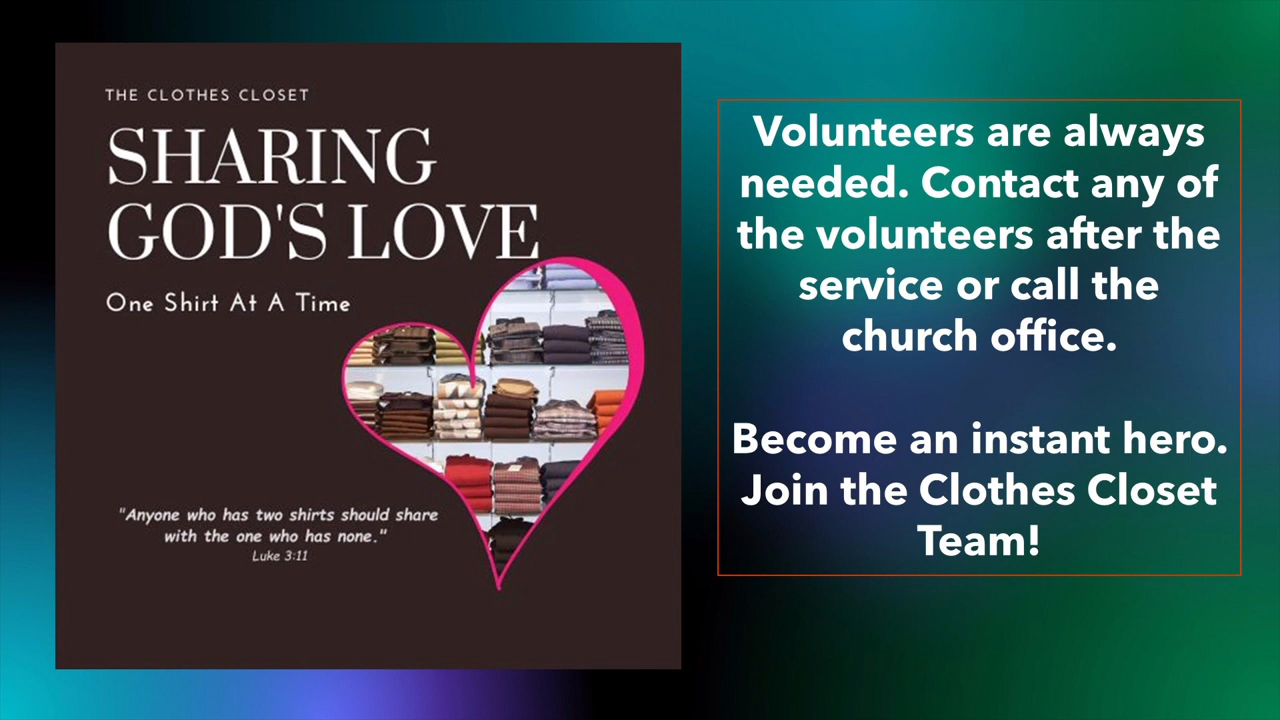 THE CLOTHES CLOSET
SHARING
GOD'S LOVE
One Shirt At A Time
"Anyone who has two shirts should share
with the one who has none."
Luke 3:11
Volunteers are always
needed. Contact any of
the volunteers after the
service or call the
church office.
Become an instant hero.
Join the Clothes Closet
Team!